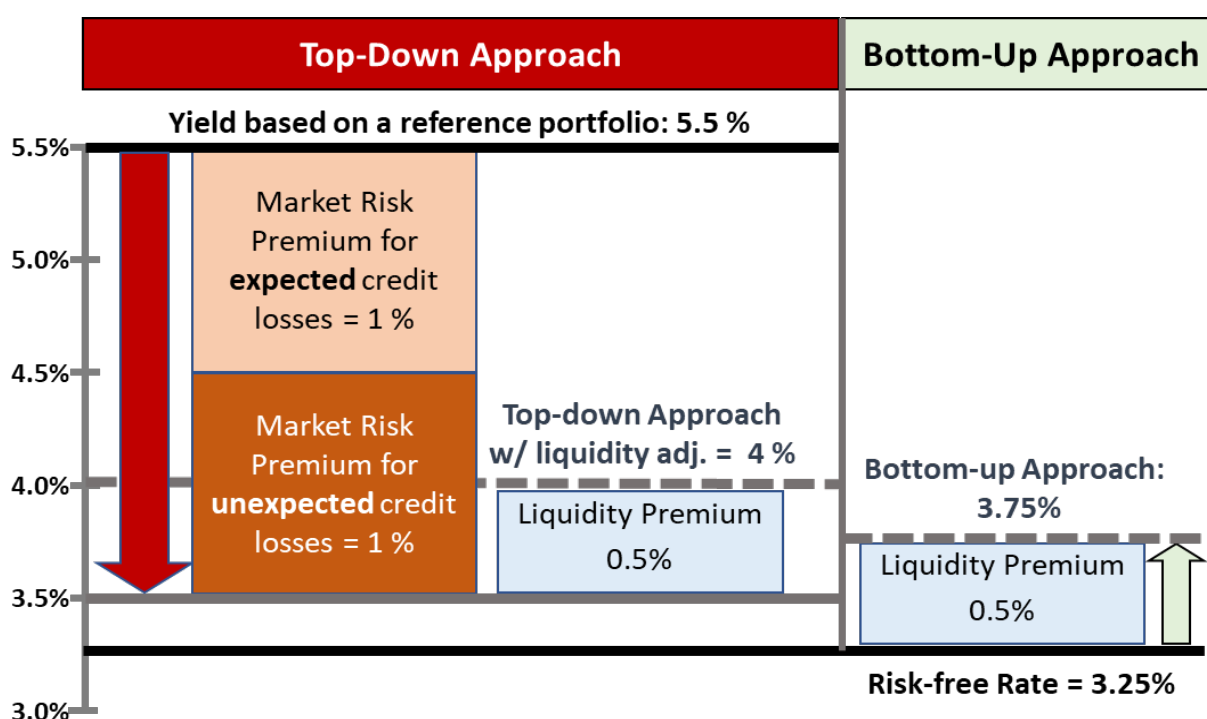 Top-Down Approach
Bottom-Up Approach
Yield based on a reference portfolio: 5.5 %
5.5%
5.0%
4.5%
4.0%
3.5%
3.0%
Market Risk
Premium for
expected credit
losses = 1 %
Market Risk
Premium for
unexpected credit
losses = 1 %
Top-down Approach
w/ liquidity adj. = 4 %
Liquidity Premium
0.5%
Bottom-up Approach:
3.75%
Liquidity Premium
0.5%
Risk-free Rate = 3.25%